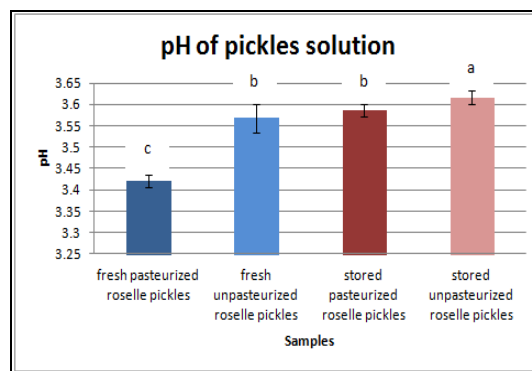 pH of pickles solution
3.65
3.6
3.55
3.5
3.45
3.4
3.35
3.3
3.25
pH
c
b
b
a
fresh pasteurized
roselle pickles
fresh
unpasteurized
roselle pickles
stored
pasteurized
roselle pickles
stored
unpasteurized
roselle pickles
Samples